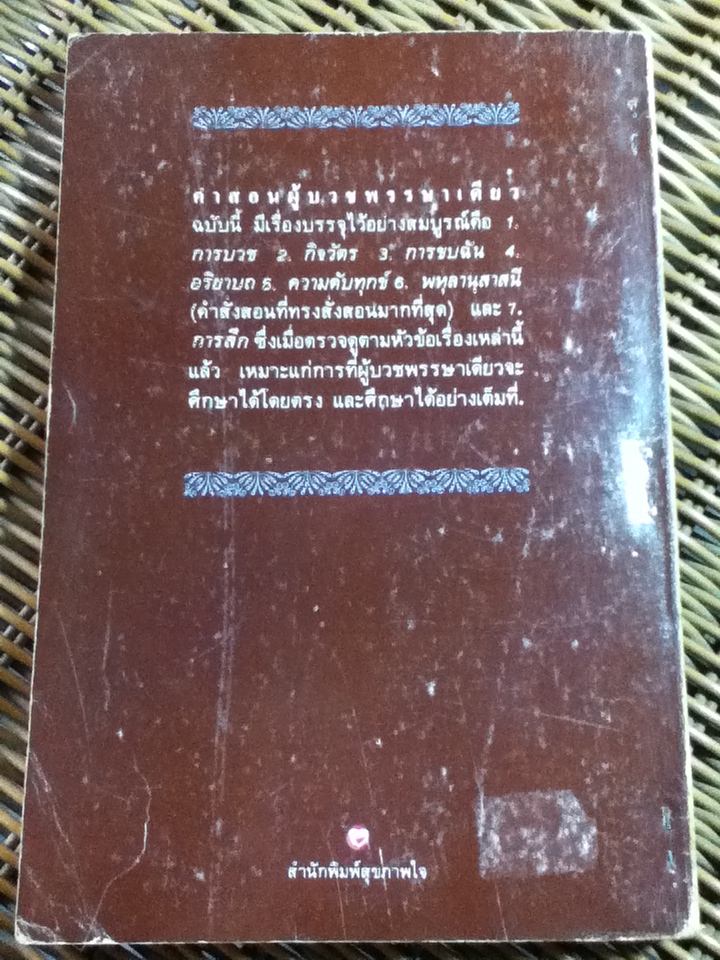 คำสอนผู้บวชพรรษาเดียว
ฉบับนี้ มีเรื่องบรรจุไว้อย่างสมบูรณ์คือ 1.
การบวช 2. กิจวัตร 3. การขบฉัน 4.
อริยาบถ 5. ความดับทุกข์ 6. พหุลานุสาสนี
(คำสั่งสอนที่ทรงสั่งสอนมากที่สุด) และ 7.
การสึก ซึ่งเมื่อตรวจดูตามหัวข้อเรื่องเหล่านี้
แล้ว เหมาะแก่การที่ผู้บวชพรรษาเดียวจะ
ศึกษาได้โดยตรง และศึกษาได้อย่างเต็มที่.
สำนักพิมพ์สุขภาพใจ